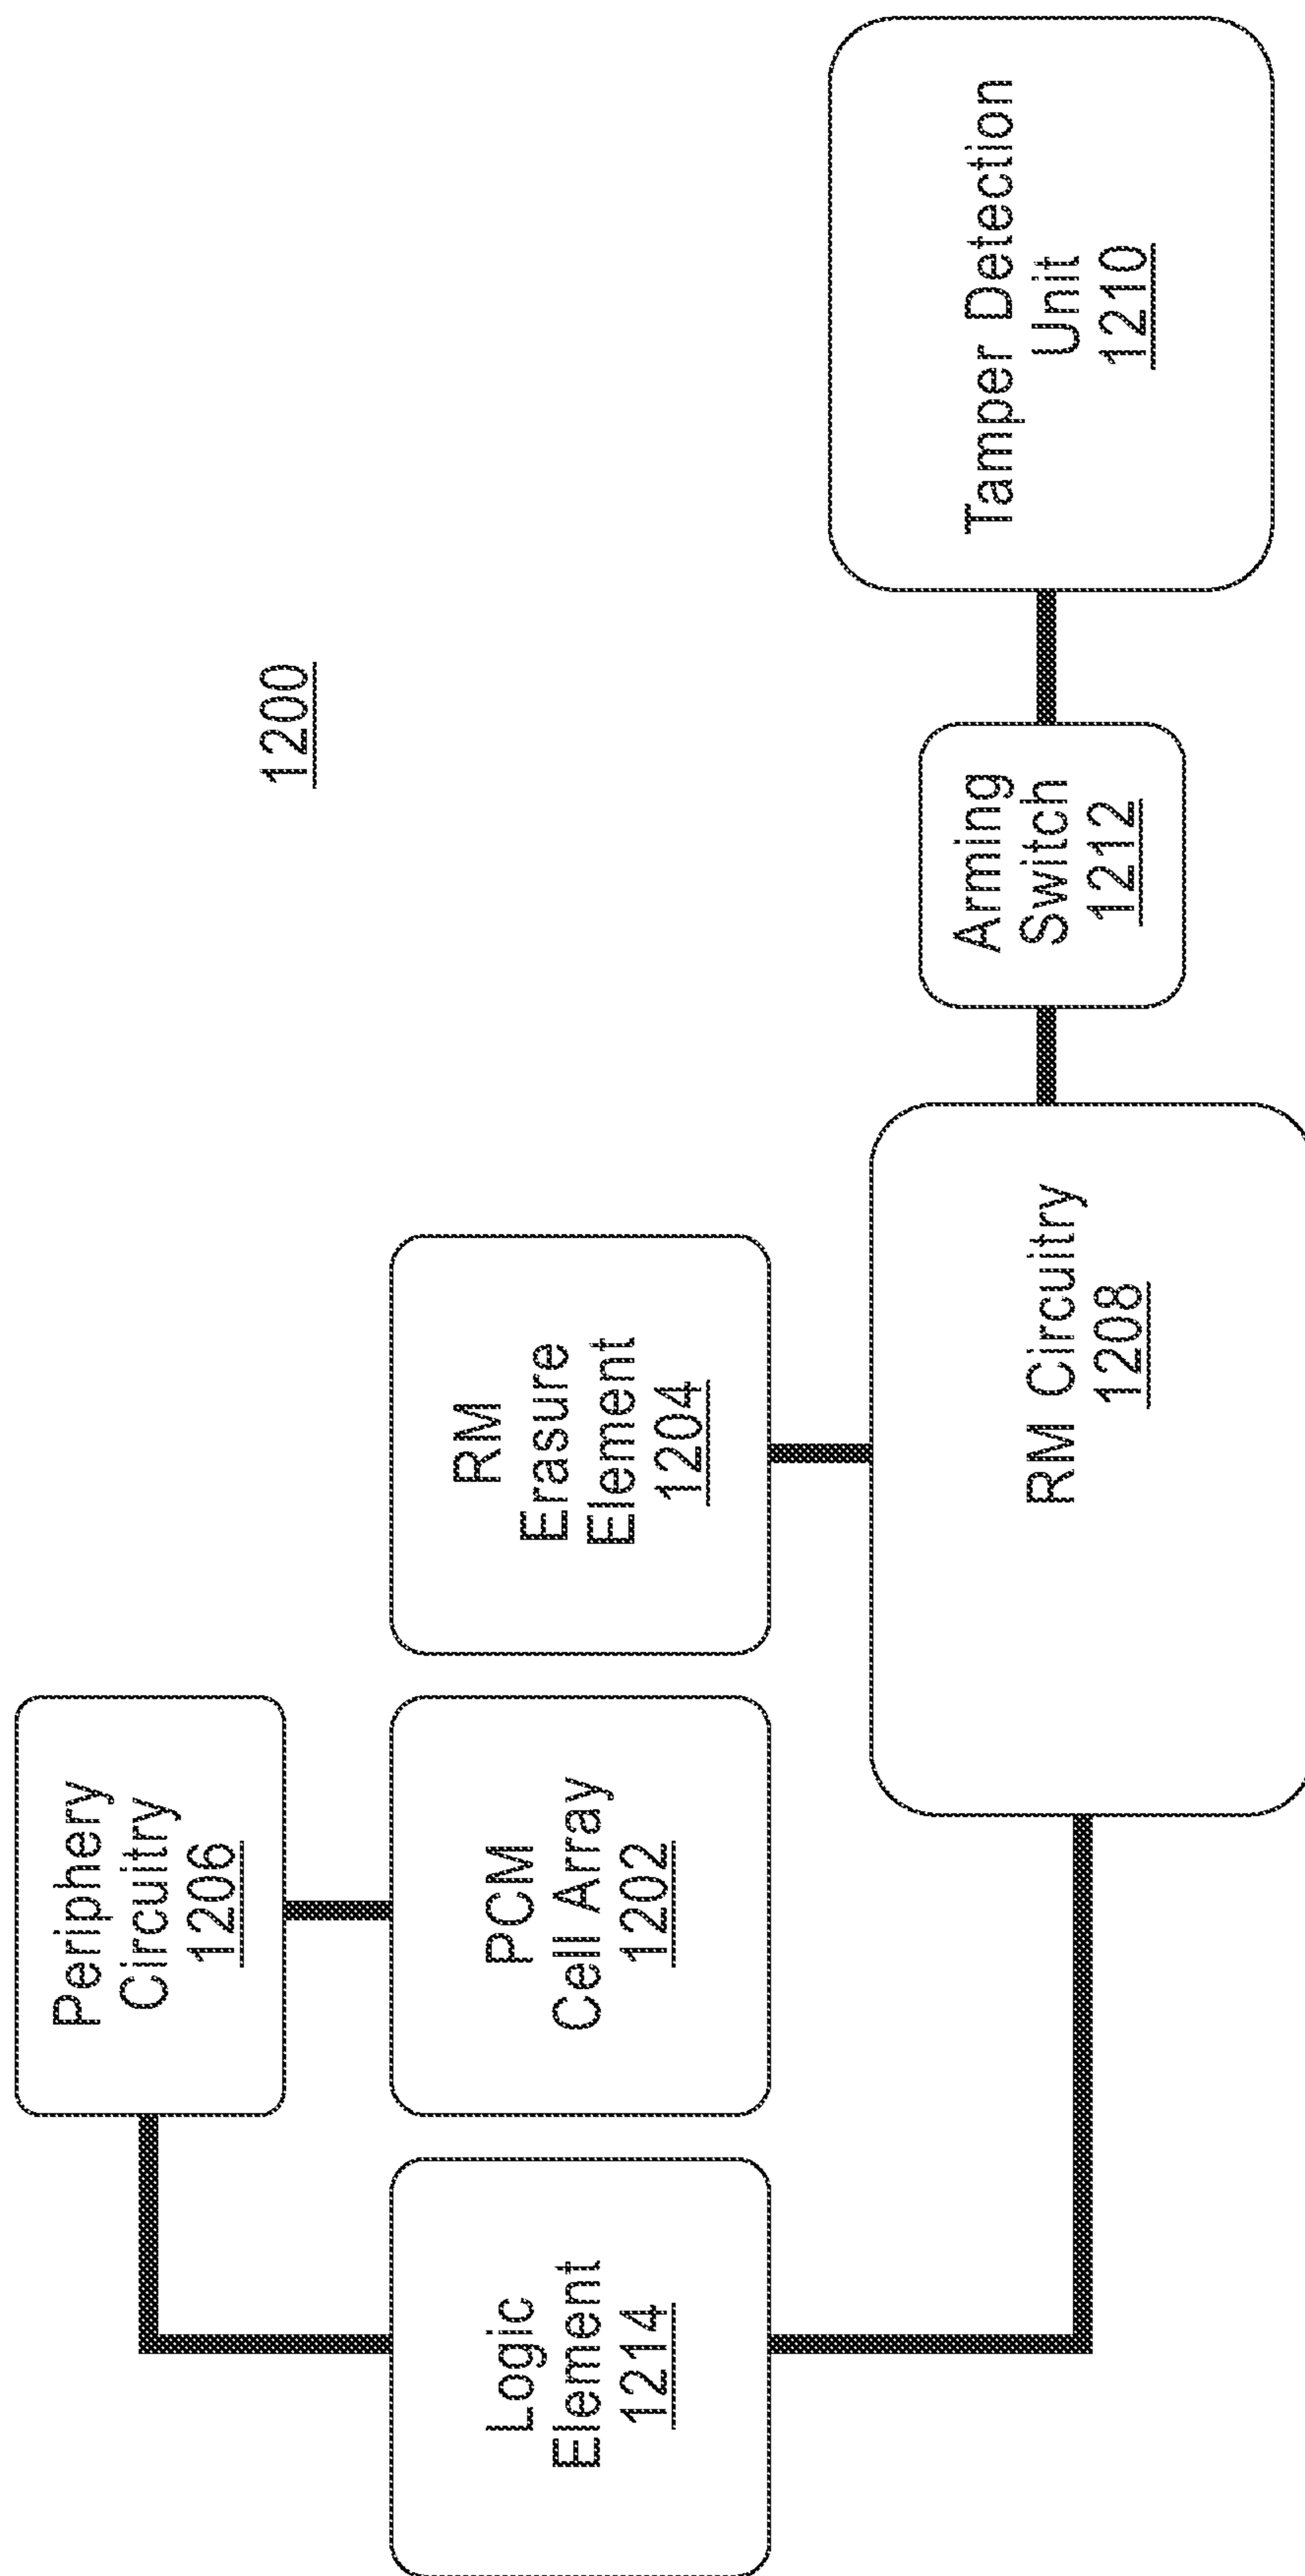 1200
Periphery
Circuitry
1206
Logic
Element
1214
PCM
Cell Array
1202
RM
Erasure
Element
1204
RM Circuitry
1208
Arming
Switch
1212
Tamper Detection
Unit
1210